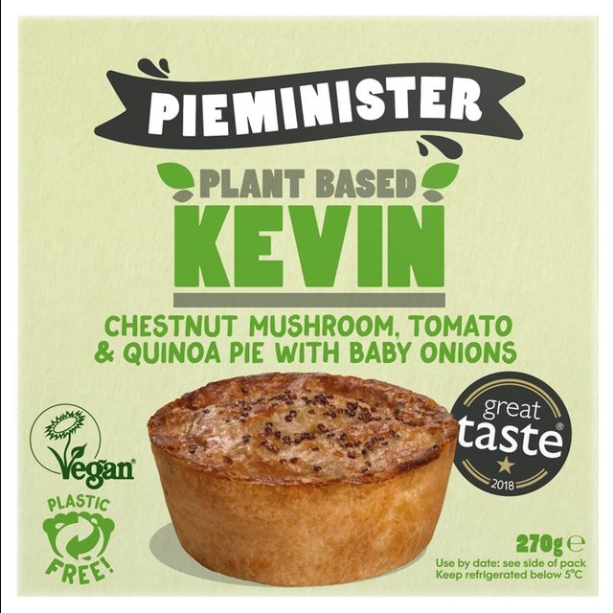 PIEMINISTER
PLANT BASED
KEVIN
CHESTNUT MUSHROOM, TOMATO
& QUINOA PIE WITH BABY ONIONS
great
taste®
2018
Vegan®
PLASTIC
FREE!
270g ℮
Use by date: see side of pack
Keep refrigerated below 5°C